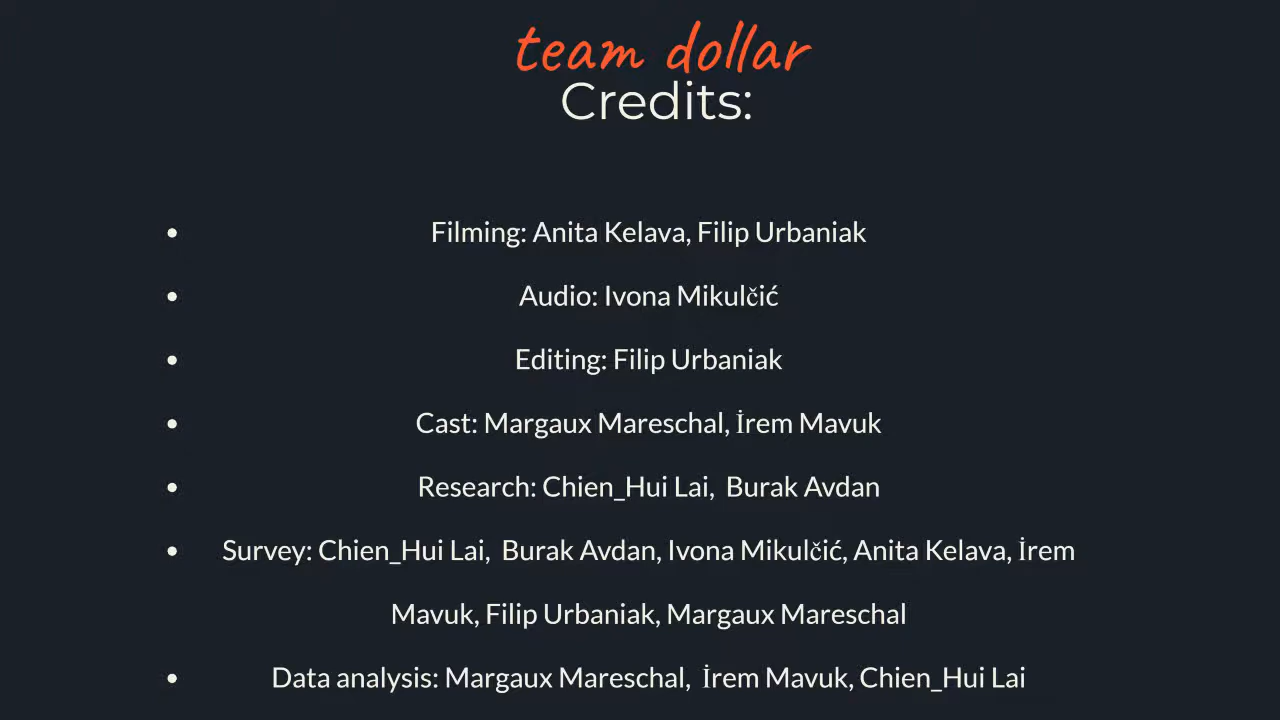 team dollar
Credits:
• Filming: Anita Kelava, Filip Urbaniak
• Audio: Ivona Mikulčić
• Editing: Filip Urbaniak
• Cast: Margaux Mareschal, İrem Mavuk
• Research: Chien_Hui Lai,  Burak Avdan
• Survey: Chien_Hui Lai,  Burak Avdan, Ivona Mikulčić, Anita Kelava, İrem
Mavuk, Filip Urbaniak, Margaux Mareschal
• Data analysis: Margaux Mareschal,  İrem Mavuk, Chien_Hui Lai